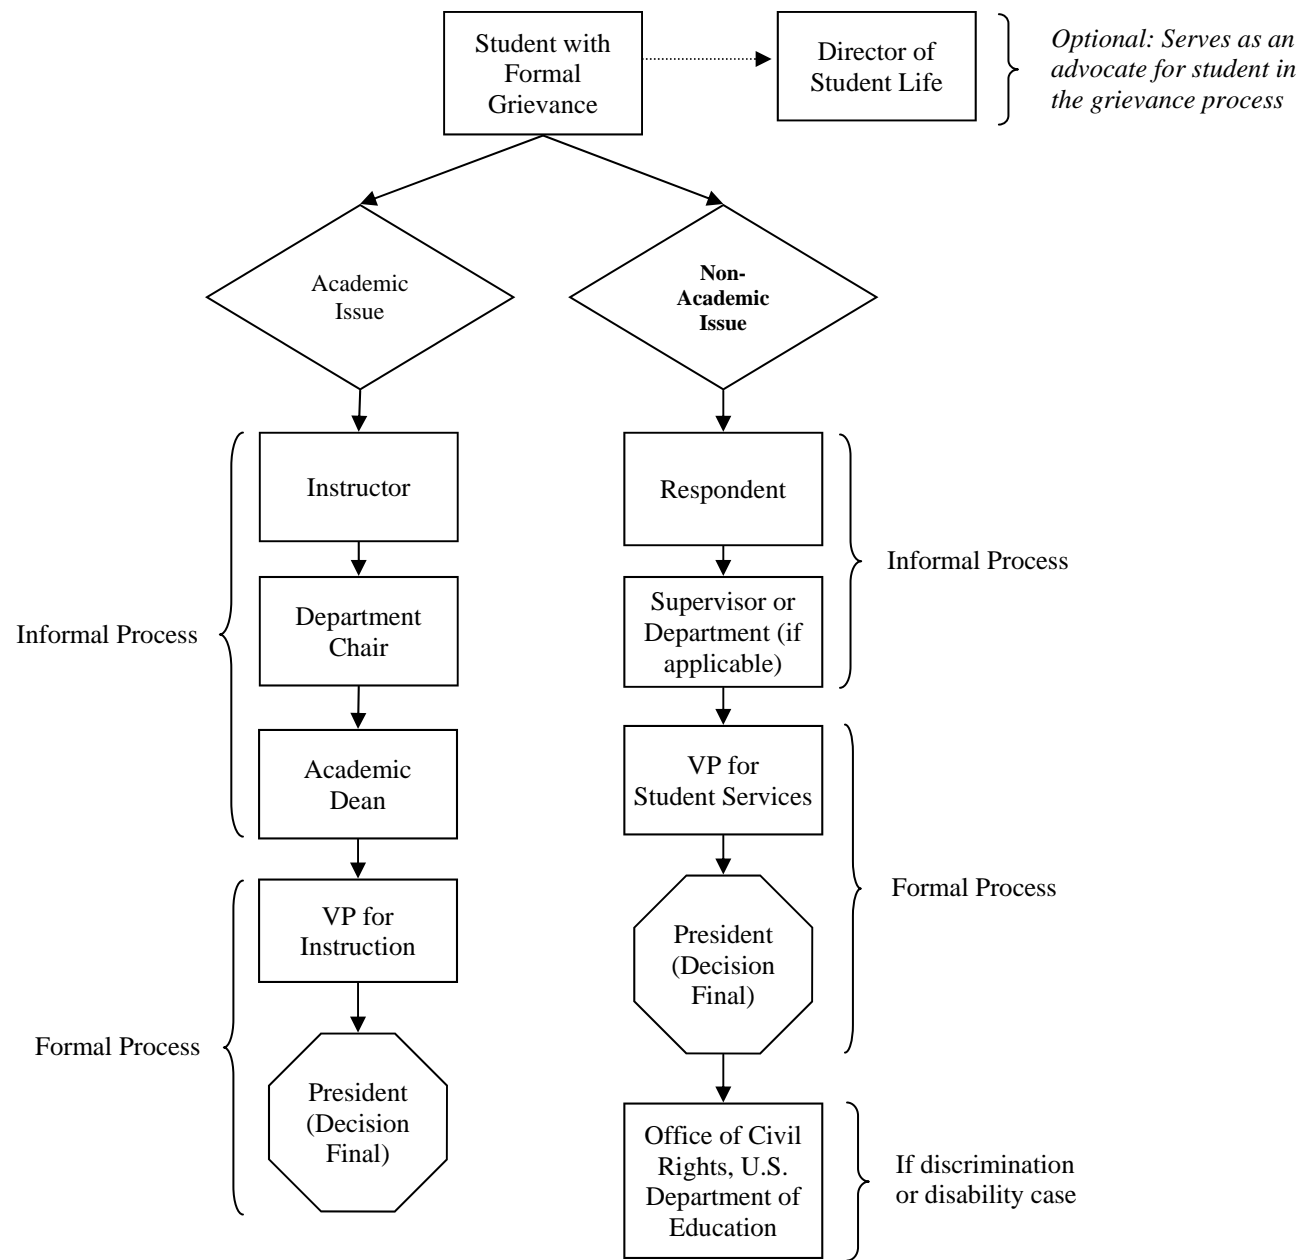 Student with
Formal
Grievance
Director of
Student Life
Optional: Serves as an
advocate for student in
the grievance process
Academic
Issue
Non-
Academic
Issue
Instructor
Respondent
Informal Process
Department
Chair
Supervisor or
Department (if
applicable)
Informal Process
Academic
Dean
VP for
Student Services
VP for
Instruction
President
(Decision
Final)
Formal Process
Formal Process
President
(Decision
Final)
Office of Civil
Rights, U.S.
Department of
Education
If discrimination
or disability case